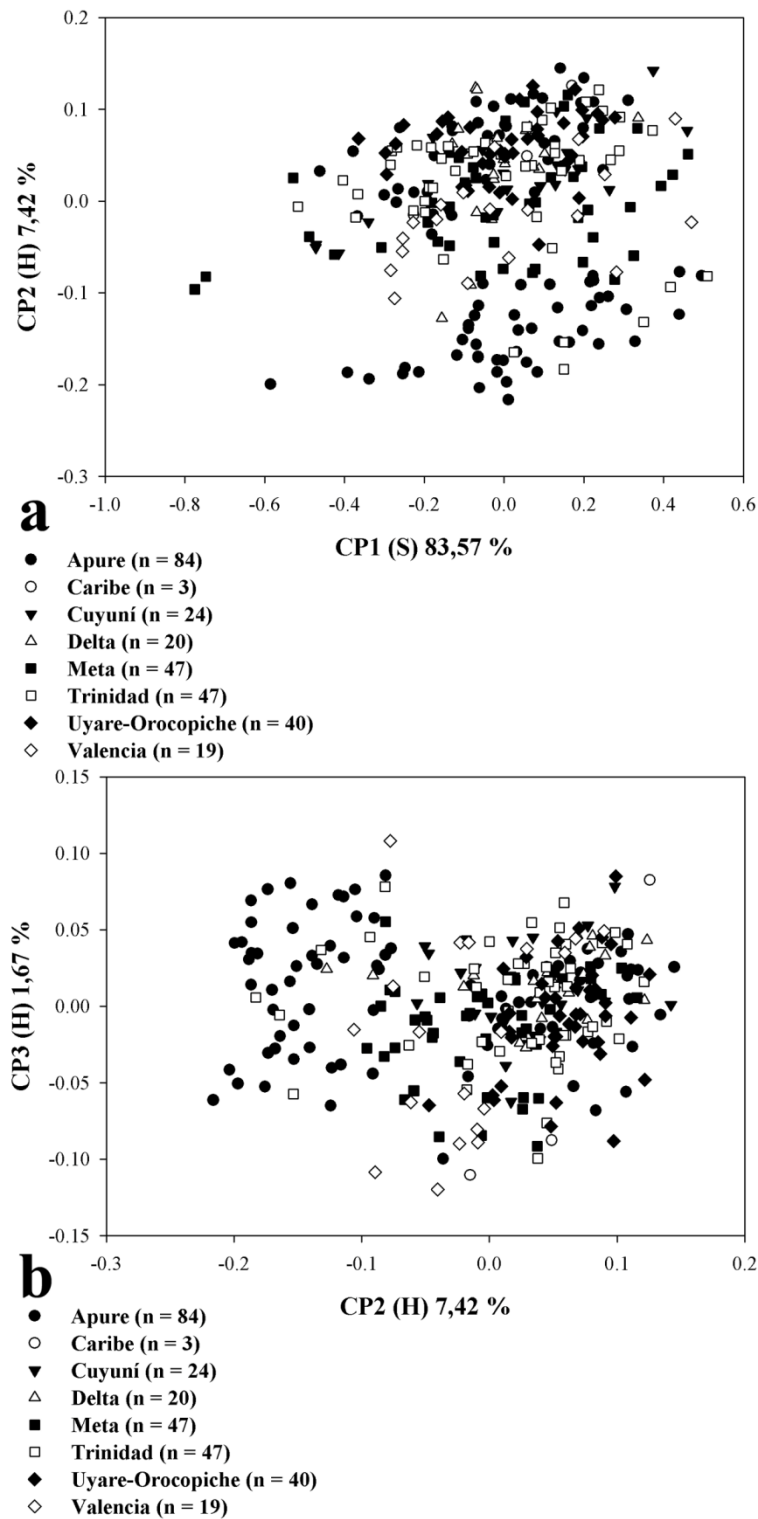 0.2
0.1
0.0
-0.1
-0.2
-0.3
CP2 (H) 7,42 %
-1.0 -0.8 -0.6 -0.4 -0.2 0.0 0.2 0.4 0.6
CP1 (S) 83,57 %
a
Apure (n = 84)
Caribe (n = 3)
Cuyuní (n = 24)
Delta (n = 20)
Meta (n = 47)
Trinidad (n = 47)
Uyare-Orocopiche (n = 40)
Valencia (n = 19)
0.15
0.10
0.05
0.00
-0.05
-0.10
-0.15
CP3 (H) 1,67 %
-0.3 -0.2 -0.1 0.0 0.1 0.2
CP2 (H) 7,42 %
b
Apure (n = 84)
Caribe (n = 3)
Cuyuní (n = 24)
Delta (n = 20)
Meta (n = 47)
Trinidad (n = 47)
Uyare-Orocopiche (n = 40)
Valencia (n = 19)